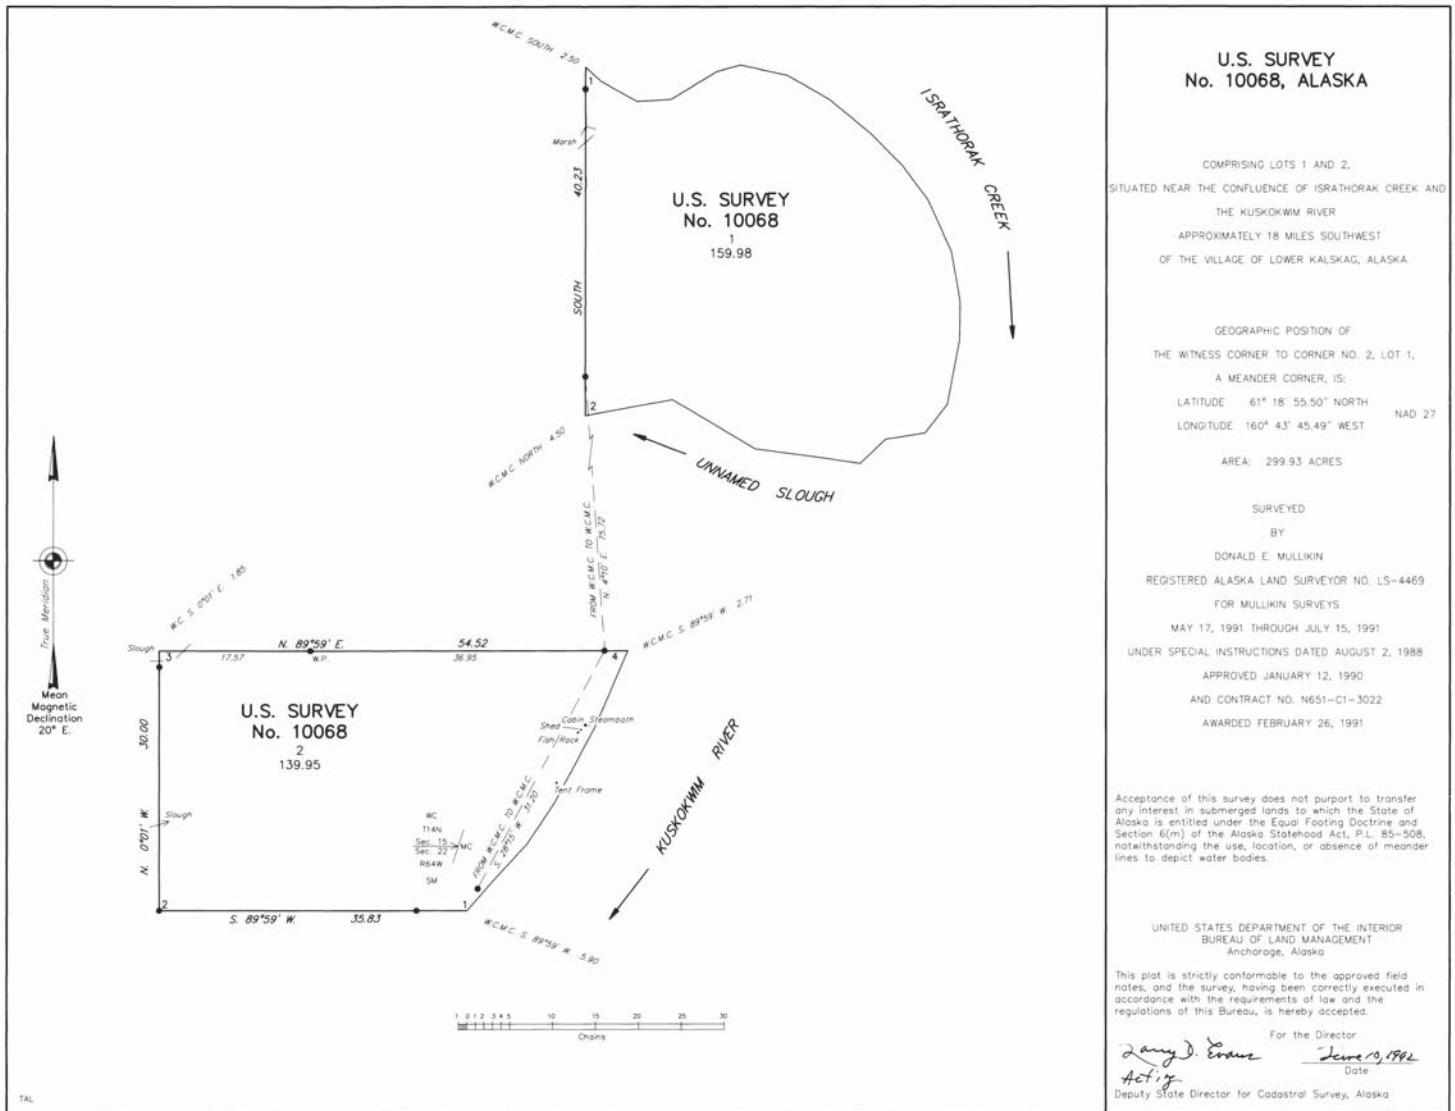 W.C.M.C. SOUTH 2.50
1
Marsh
40.23
SOUTH
U.S. SURVEY
No. 10068
1
159.98
ISRATHORAK CREEK
2
W.C.M.C. NORTH 4.50
UNNAMED SLOUGH
FROM W.C.M.C. TO W.C.M.C.
N. 4°10' E. 75.72
True Meridian
Mean
Magnetic
Declination
20° E.
W.C. S. 0°01' E. 1.85
W.C.M.C. S. 89°59' W. 2.71
Slough
3
N. 89°59' E. 54.52
17.57 W.P. 36.95
4
U.S. SURVEY
No. 10068
2
139.95
30.00
N. 0°01' W.
Slough
Cabin Steambath
Shed
Fish Rack
Tent Frame
KUSKOKWIM RIVER
FROM W.C.M.C. TO W.C.M.C.
S. 28°15' W. 31.20
WC
T14N
Sec. 15
Sec. 22
MC
R64W
SM
2
S. 89°59' W. 35.83
1
W.C.M.C. S. 89°59' W. 5.90
1 0 1 2 3 4 5 10 15 20 25 30
Chains
TAL
U.S. SURVEY
No. 10068, ALASKA
COMPRISING LOTS 1 AND 2,
SITUATED NEAR THE CONFLUENCE OF ISRATHORAK CREEK AND
THE KUSKOKWIM RIVER
APPROXIMATELY 18 MILES SOUTHWEST
OF THE VILLAGE OF LOWER KALSKAG, ALASKA
GEOGRAPHIC POSITION OF
THE WITNESS CORNER TO CORNER NO. 2, LOT 1,
A MEANDER CORNER, IS:
LATITUDE 61° 18' 55.50" NORTH
NAD 27
LONGITUDE 160° 43' 45.49" WEST
AREA: 299.93 ACRES
SURVEYED
BY
DONALD E. MULLIKIN
REGISTERED ALASKA LAND SURVEYOR NO. LS-4469
FOR MULLIKIN SURVEYS
MAY 17, 1991 THROUGH JULY 15, 1991
UNDER SPECIAL INSTRUCTIONS DATED AUGUST 2, 1988
APPROVED JANUARY 12, 1990
AND CONTRACT NO. N651-C1-3022
AWARDED FEBRUARY 26, 1991
Acceptance of this survey does not purport to transfer
any interest in submerged lands to which the State of
Alaska is entitled under the Equal Footing Doctrine and
Section 6(m) of the Alaska Statehood Act, P.L. 85-508,
notwithstanding the use, location, or absence of meander
lines to depict water bodies.
UNITED STATES DEPARTMENT OF THE INTERIOR
BUREAU OF LAND MANAGEMENT
Anchorage, Alaska
This plat is strictly conformable to the approved field
notes, and the survey, having been correctly executed in
accordance with the requirements of law and the
regulations of this Bureau, is hereby accepted.
For the Director
Larry D. Evans June 10, 1992
Date
Acting
Deputy State Director for Cadastral Survey, Alaska